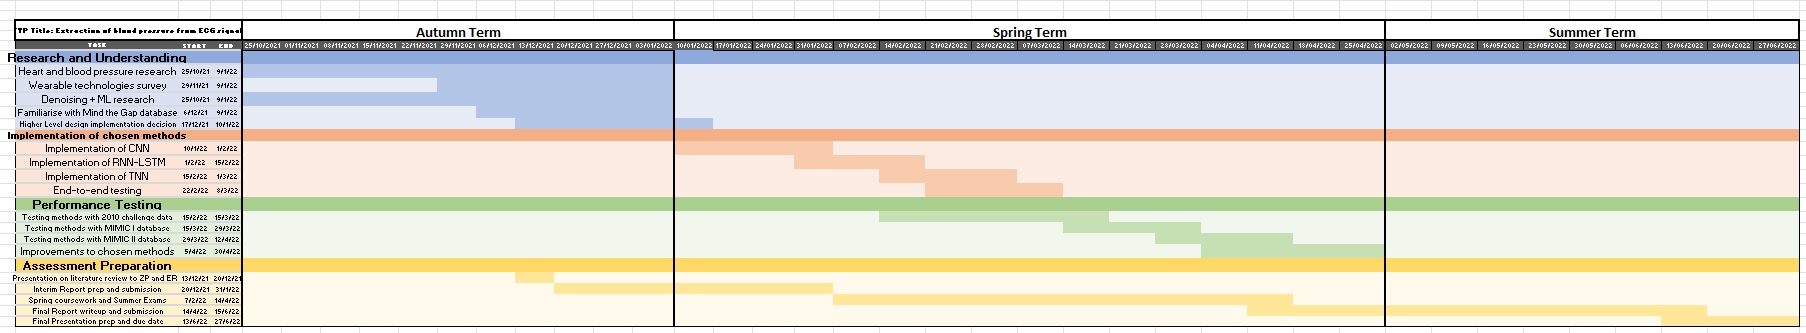 Autumn Term Spring Term Summer Term
TP Title: Extraction of blood pressure from ECG signal
TASK START END 25/10/2021 01/11/2021 08/11/2021 15/11/2021 22/11/2021 29/11/2021 06/12/2021 13/12/2021 20/12/2021 27/12/2021 03/01/2022 10/01/2022 17/01/2022 24/01/2022 31/01/2022 07/02/2022 14/02/2022 21/02/2022 28/02/2022 07/03/2022 14/03/2022 21/03/2022 28/03/2022 04/04/2022 11/04/2022 18/04/2022 25/04/2022 02/05/2022 09/05/2022 16/05/2022 23/05/2022 30/05/2022 06/06/2022 13/06/2022 20/06/2022 27/06/2022
Research and Understanding
Heart and blood pressure research 25/10/21 9/1/22
Wearable technologies survey 29/11/21 9/1/22
Denoising + ML research 25/10/21 9/1/22
Familiarise with Mind the Gap database 6/12/21 9/1/22
Higher Level design implementation decision 17/12/21 10/1/22
Implementation of chosen methods
Implementation of CNN 10/1/22 1/2/22
Implementation of RNN-LSTM 1/2/22 15/2/22
Implementation of TNN 15/2/22 1/3/22
End-to-end testing 22/2/22 8/3/22
Performance Testing
Testing methods with 2010 challenge data 15/2/22 15/3/22
Testing methods with MIMIC I database 15/3/22 29/3/22
Testing methods with MIMIC II database 29/3/22 12/4/22
Improvements to chosen methods 5/4/22 30/4/22
Assessment Preparation
Presentation on literature review to ZP and ER 13/12/21 20/12/21
Interim Report prep and submission 20/12/21 31/1/22
Spring coursework and Summer Exams 7/2/22 14/4/22
Final Report writeup and submission 14/4/22 15/6/22
Final Presentation prep and due date 13/6/22 27/6/22